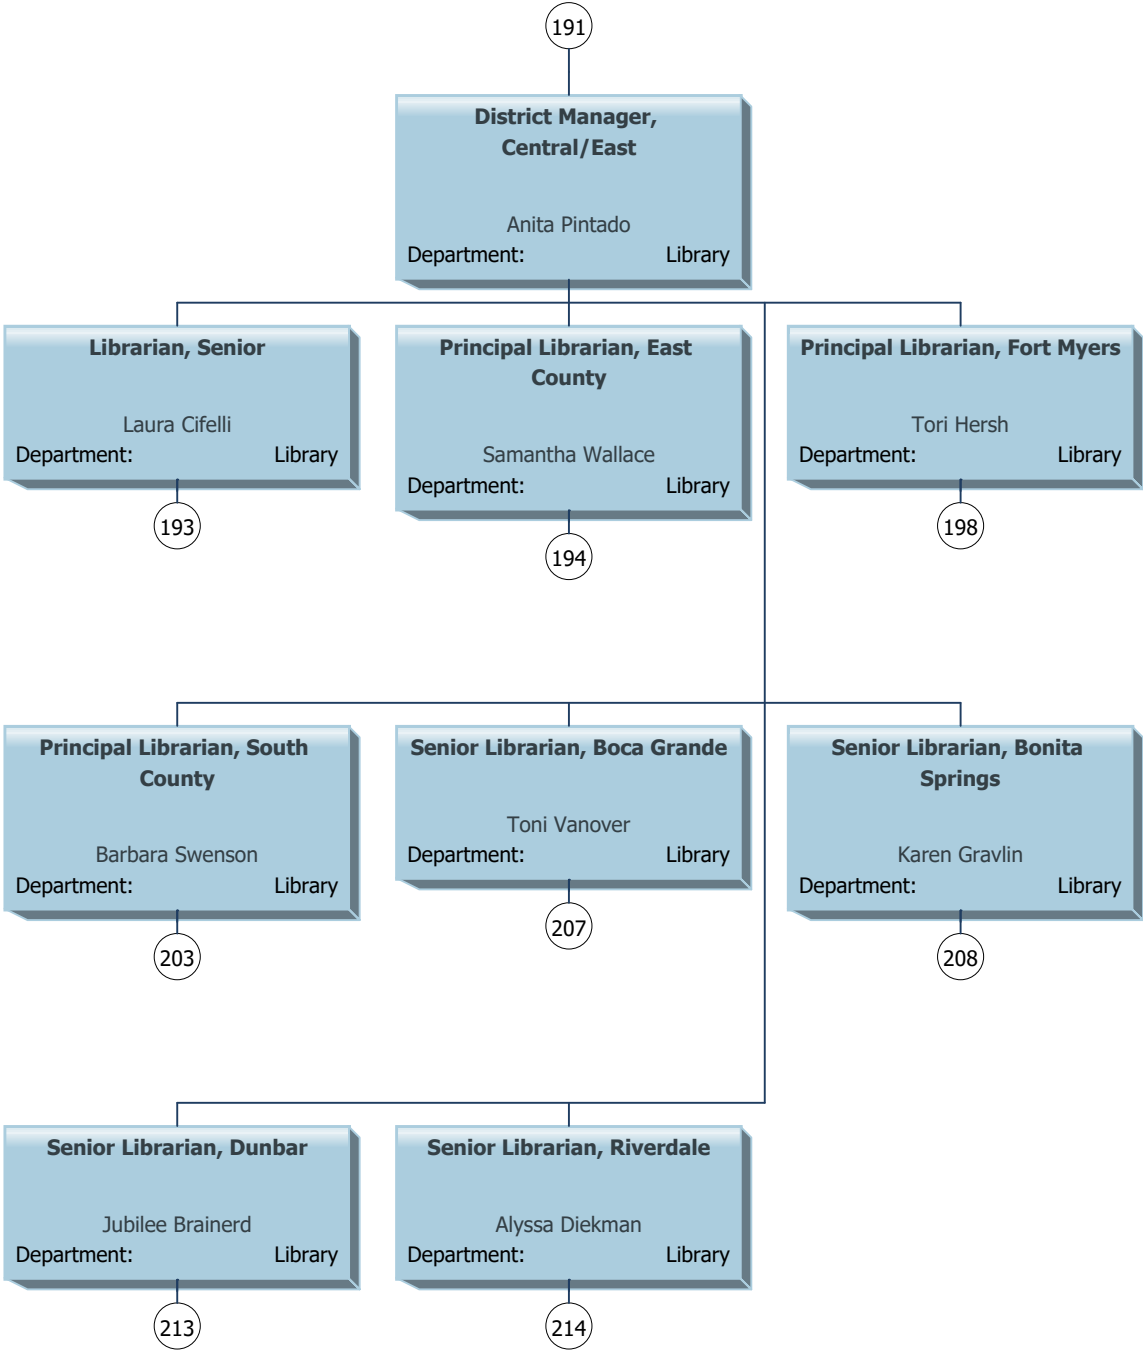 191
District Manager,
Central/East
Anita Pintado
Department: Library
Librarian, Senior
Laura Cifelli
Department: Library
193
Principal Librarian, East
County
Samantha Wallace
Department: Library
194
Principal Librarian, Fort Myers
Tori Hersh
Department: Library
198
Principal Librarian, South
County
Barbara Swenson
Department: Library
203
Senior Librarian, Boca Grande
Toni Vanover
Department: Library
207
Senior Librarian, Bonita
Springs
Karen Gravlin
Department: Library
208
Senior Librarian, Dunbar
Jubilee Brainerd
Department: Library
213
Senior Librarian, Riverdale
Alyssa Diekman
Department: Library
214